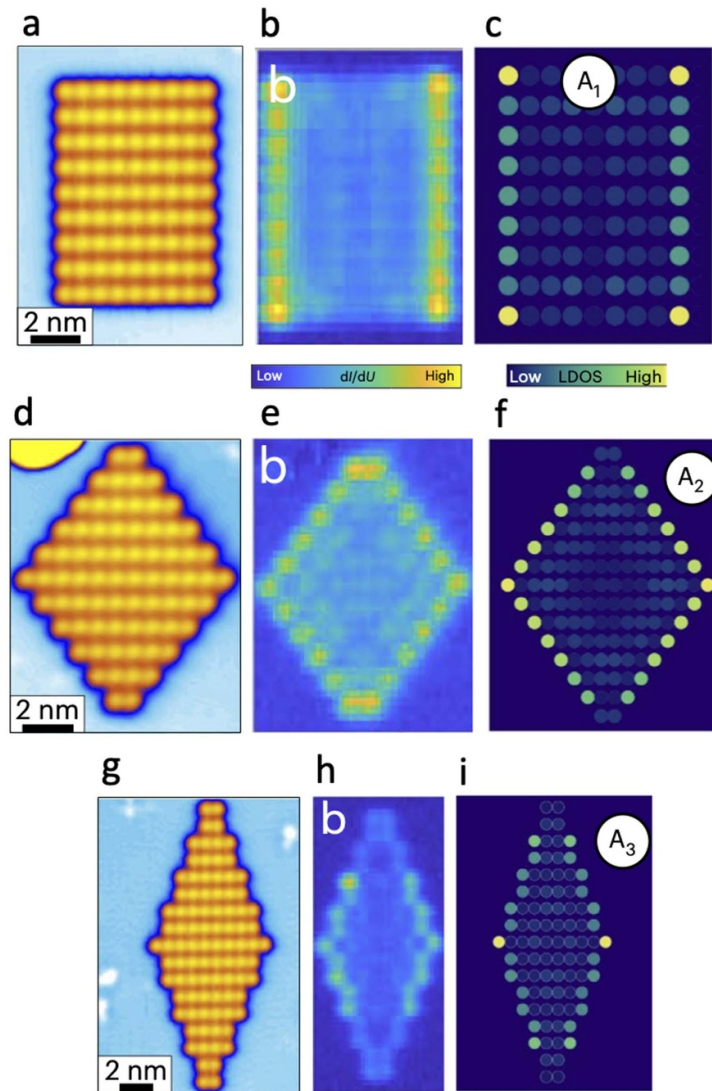 a b c
b A₁
2 nm
Low dI/dU High
Low LDOS High
d e f
b A₂
2 nm
g h i
b A₃
2 nm